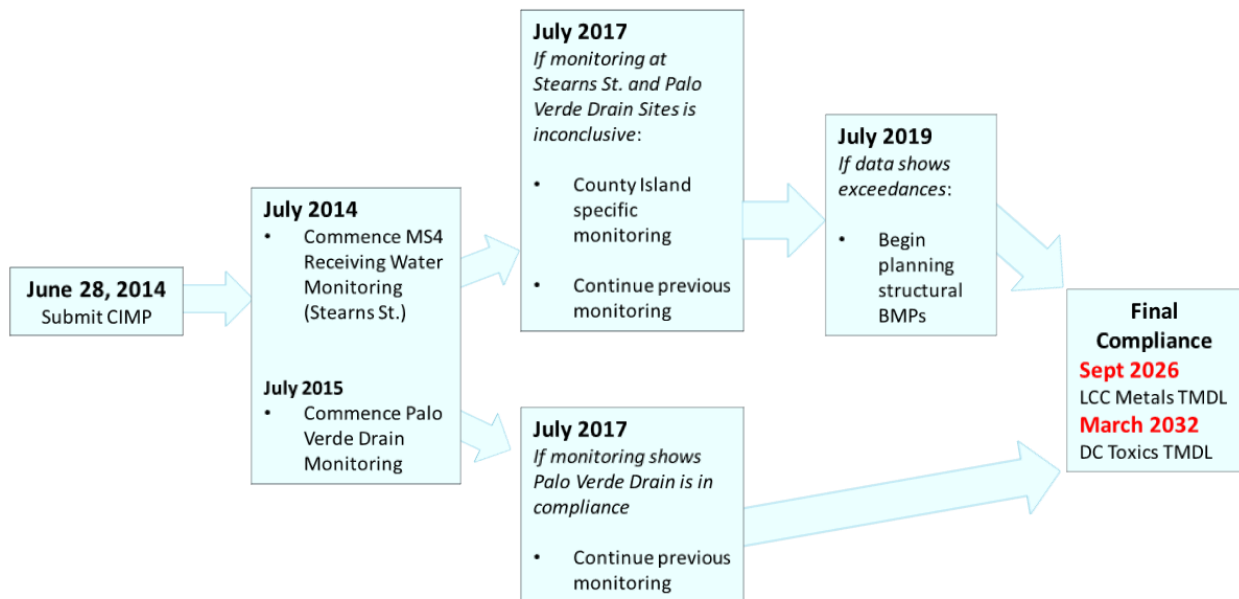 June 28, 2014
Submit CIMP
July 2014
• Commence MS4
Receiving Water
Monitoring
(Stearns St.)
July 2015
• Commence Palo
Verde Drain
Monitoring
July 2017
If monitoring at
Stearns St. and Palo
Verde Drain Sites is
inconclusive:
• County Island
specific
monitoring
• Continue previous
monitoring
July 2017
If monitoring shows
Palo Verde Drain is in
compliance
• Continue previous
monitoring
July 2019
If data shows
exceedances:
• Begin
planning
structural
BMPs
Final
Compliance
Sept 2026
LCC Metals TMDL
March 2032
DC Toxics TMDL